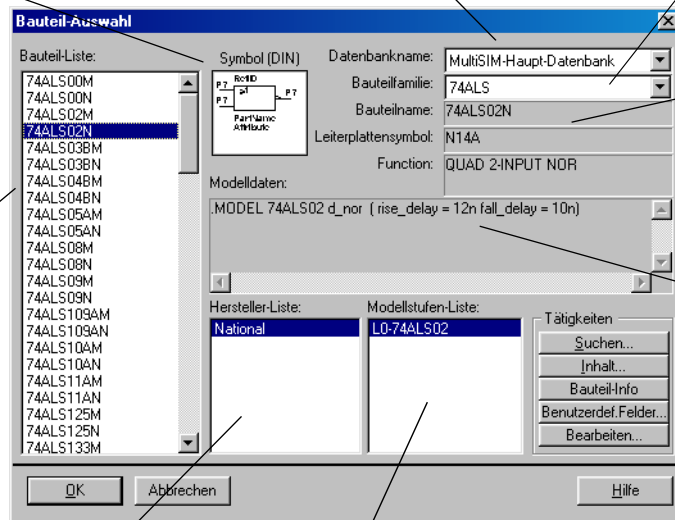 Bauteil-Auswahl
Bauteil-Liste:
74ALS00M
74ALS00N
74ALS02M
74ALS02N
74ALS03BM
74ALS03BN
74ALS04BM
74ALS04BN
74ALS05AM
74ALS05AN
74ALS08M
74ALS08N
74ALS09M
74ALS09N
74ALS109AM
74ALS109AN
74ALS10AM
74ALS10AN
74ALS11AM
74ALS11AN
74ALS125M
74ALS125N
74ALS133M
Symbol (DIN)
RefID
P7 ≥1 P7
P7
PartName
Attribute
Datenbankname: MultiSIM-Haupt-Datenbank
Bauteilfamilie: 74ALS
Bauteilname: 74ALS02N
Leiterplattensymbol: N14A
Function: QUAD 2-INPUT NOR
Modelldaten:
.MODEL 74ALS02 d_nor ( rise_delay = 12n fall_delay = 10n)
Hersteller-Liste:
National
Modellstufen-Liste:
L0-74ALS02
Tätigkeiten
Suchen...
Inhalt...
Bauteil-Info
Benutzerdef.Felder...
Bearbeiten...
OK
Abbrechen
Hilfe